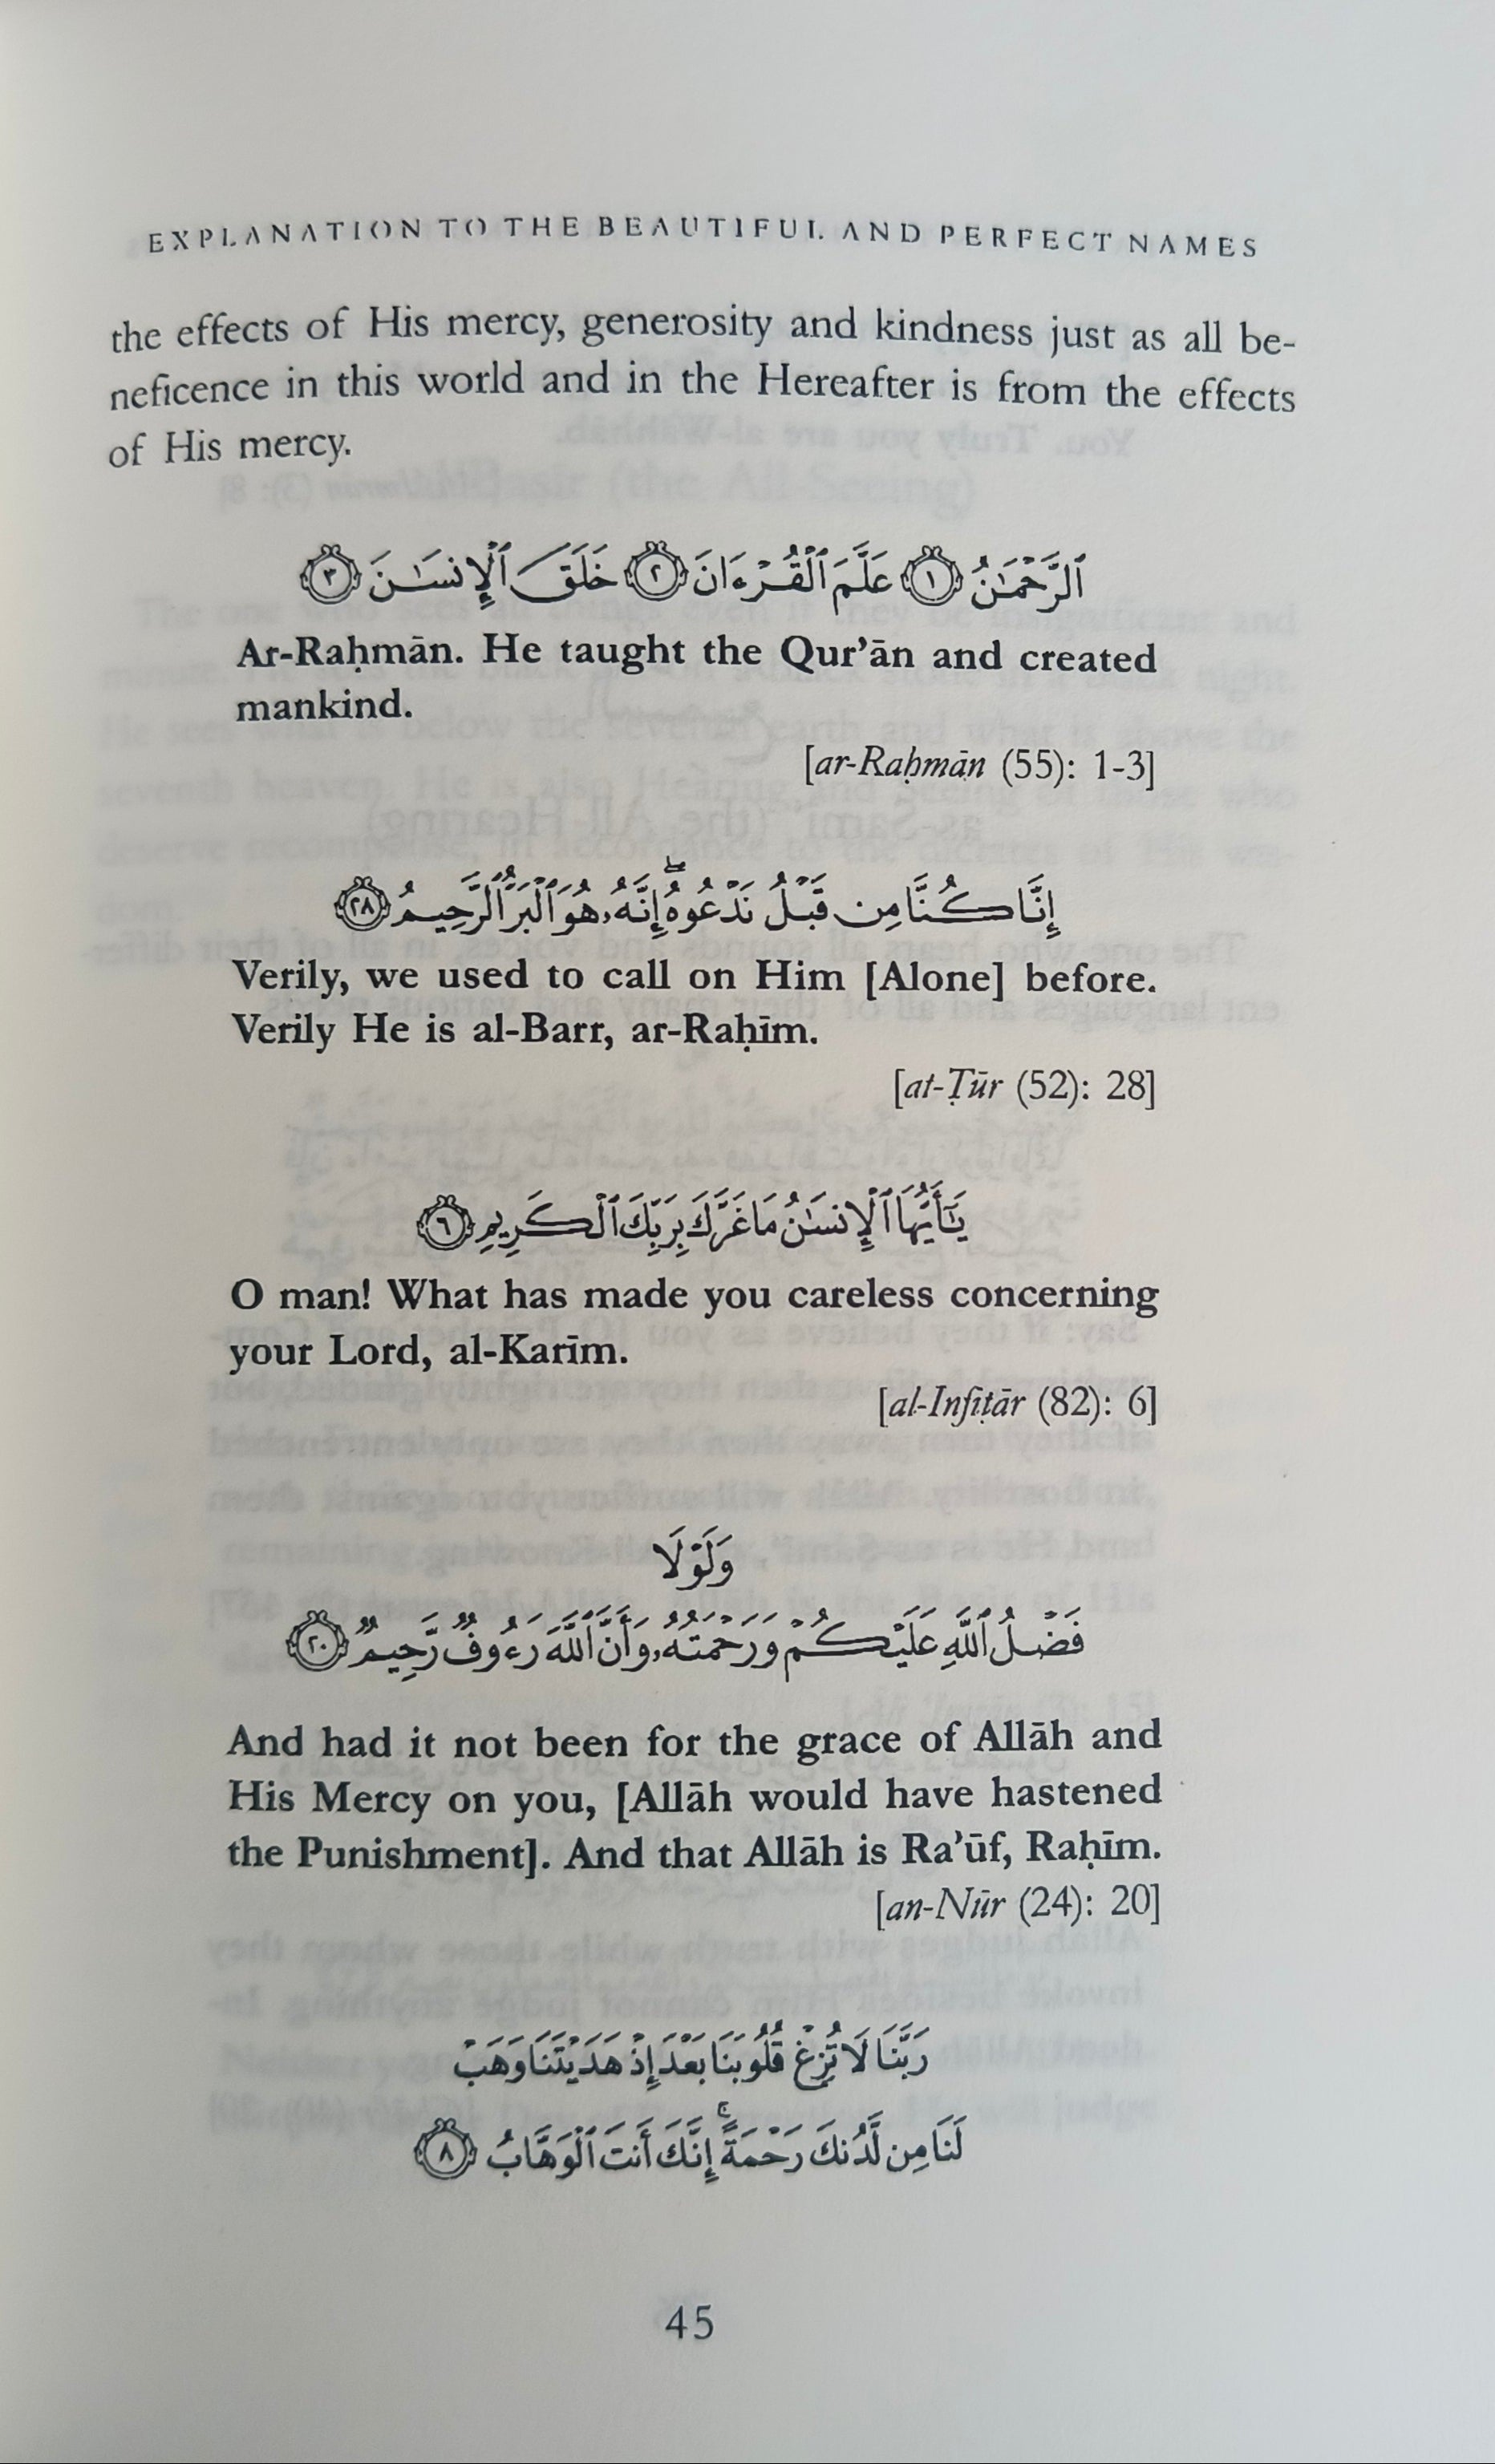 EXPLANATION TO THE BEAUTIFUL AND PERFECT NAMES
the effects of His mercy, generosity and kindness just as all be-
neficence in this world and in the Hereafter is from the effects
of His mercy.
ٱلرَّحْمَـٰنُ ١ عَلَّمَ ٱلْقُرْءَانَ ٢ خَلَقَ ٱلْإِنسَـٰنَ ٣
Ar-Raḥmān. He taught the Qur’ān and created
mankind.
[ar-Raḥmān (55): 1-3]
إِنَّا كُنَّا مِن قَبْلُ نَدْعُوهُ ۖ إِنَّهُۥ هُوَ ٱلْبَرُّ ٱلرَّحِيمُ ٢٨
Verily, we used to call on Him [Alone] before.
Verily He is al-Barr, ar-Raḥīm.
[at-Ṭūr (52): 28]
يَـٰٓأَيُّهَا ٱلْإِنسَـٰنُ مَا غَرَّكَ بِرَبِّكَ ٱلْكَرِيمِ ٦
O man! What has made you careless concerning
your Lord, al-Karīm.
[al-Infiṭār (82): 6]
وَلَوْلَا
فَضْلُ ٱللَّهِ عَلَيْكُمْ وَرَحْمَتُهُۥ وَأَنَّ ٱللَّهَ رَءُوفٌ رَّحِيمٌ ٢٠
And had it not been for the grace of Allāh and
His Mercy on you, [Allāh would have hastened
the Punishment]. And that Allāh is Ra’ūf, Raḥīm.
[an-Nūr (24): 20]
رَبَّنَا لَا تُزِغْ قُلُوبَنَا بَعْدَ إِذْ هَدَيْتَنَا وَهَبْ
لَنَا مِن لَّدُنكَ رَحْمَةً ۚ إِنَّكَ أَنتَ ٱلْوَهَّابُ ٨
45